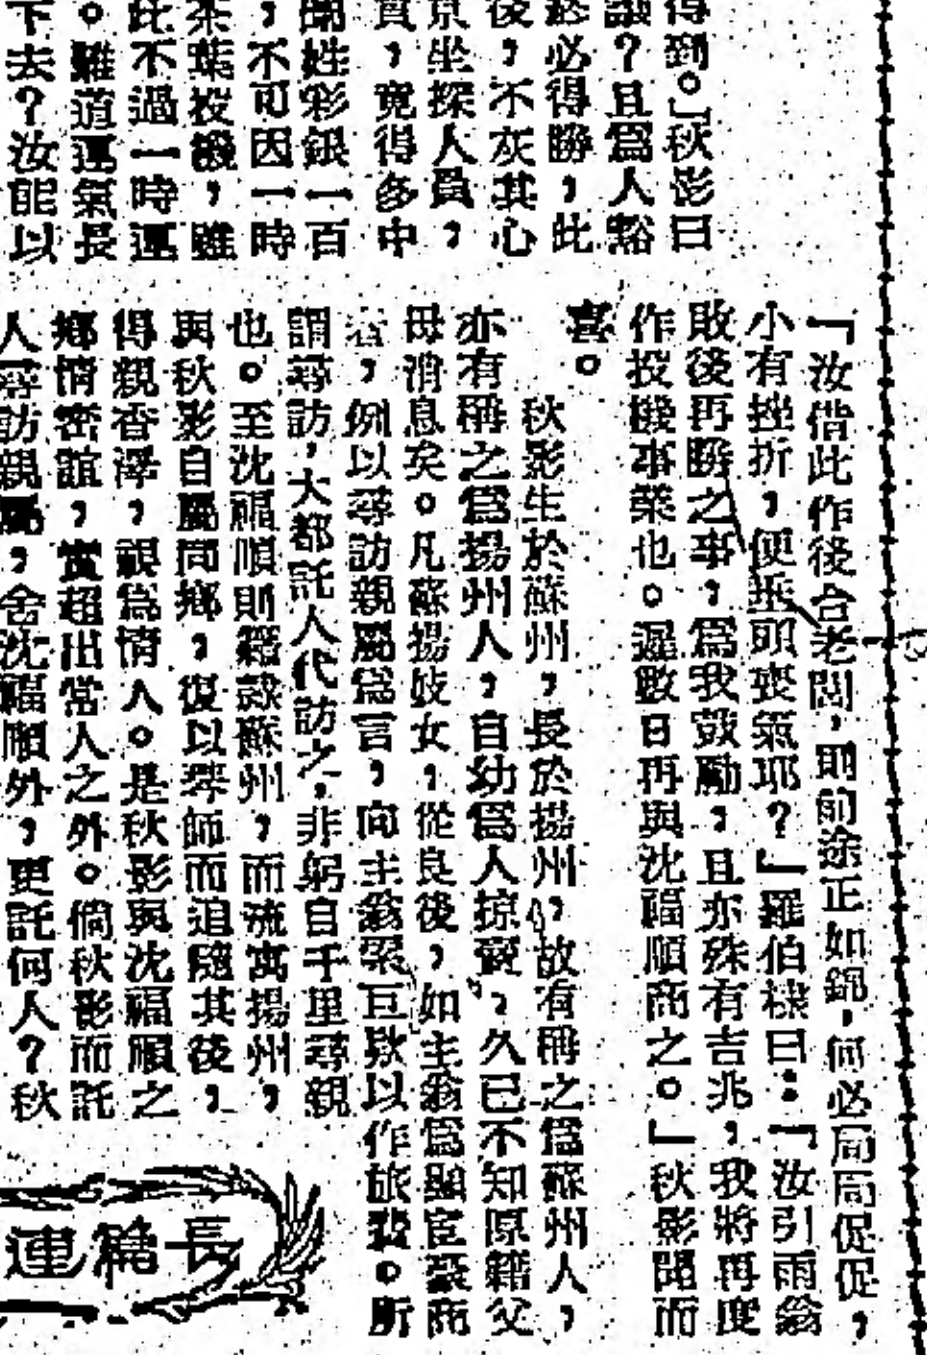 得到。」秋影曰
議？且爲人豁
必得勝，此
後，不灰其心
京坐探人員，
實，寛得多中
姓彩銀一百
，不可因一時
茶葉投機，雖
此不過一時運
。難道運氣長
下去？汝能以
「汝借此作後台老闆，則前途正如錦，何必局局促促，
小有挫折，便垂頭喪氣耶？」羅伯棣曰：「汝引雨翁
敗後再勝之事，爲我鼓勵，且亦殊有吉兆，我將再度
作投機事業也。遲數日再與沈福順商之。」秋影聞而
喜。
秋影生於蘇州，長於揚州，故有稱之爲蘇州人，
亦有稱之爲揚州人，自幼爲人掠賣，久已不知原籍父
母消息矣。凡蘇揚妓女，從良後，如主翁爲顯宦豪商
者，例以尋訪親屬爲言，向主翁索巨欵以作旅費。所
謂尋訪，大都託人代訪之，非躬自千里尋親
也。至沈福順則籍隸蘇州，而流寓揚州，
與秋影自屬同鄉，復以琴師而追隨其後，
得親香澤，視爲情人。是秋影與沈福順之
鄉情密誼，實超出常人之外。倘秋影而託
人尋訪親屬，舍沈福順外，更託何人？秋
長篇連